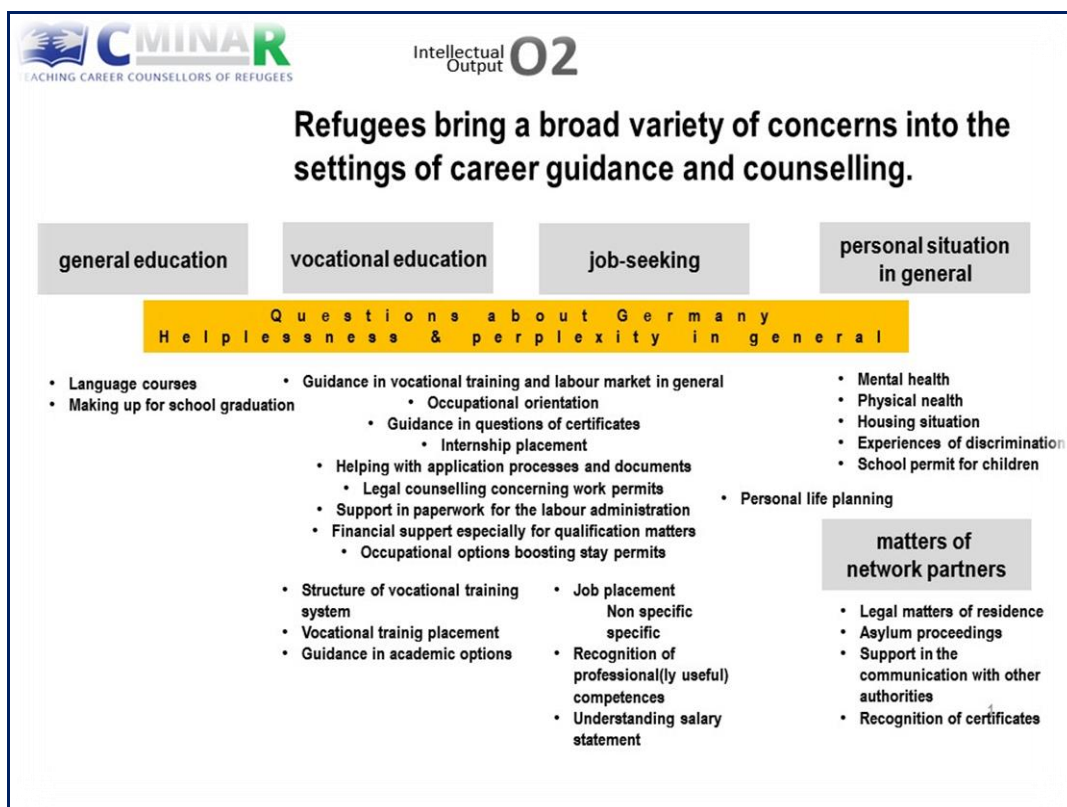 CMINAR
EACHING CAREER COUNSELLORS OF REFUGEES
Intellectual
Output O2
Refugees bring a broad variety of concerns into the
settings of career guidance and counselling.
general education
vocational education
job-seeking
personal situation
in general
Questions about Germany
Helplessness & perplexity in general
• Language courses
• Making up for school graduation
• Guidance in vocational training and labour market in general
• Occupational orientation
• Guidance in questions of certificates
• Internship placement
• Helping with application processes and documents
• Legal counselling concerning work permits
• Support in paperwork for the labour administration
• Financial support especially for qualification matters
• Occupational options boosting stay permits
• Structure of vocational training
system
• Vocational trainig placement
• Guidance in academic options
• Job placement
Non specific
specific
• Recognition of
professional(ly useful)
competences
• Understanding salary
statement
• Mental health
• Physical nealth
• Housing situation
• Experiences of discrimination
• School permit for children
• Personal life planning
matters of
network partners
• Legal matters of residence
• Asylum proceedings
• Support in the
communication with other
authorities
• Recognition of certificates
1